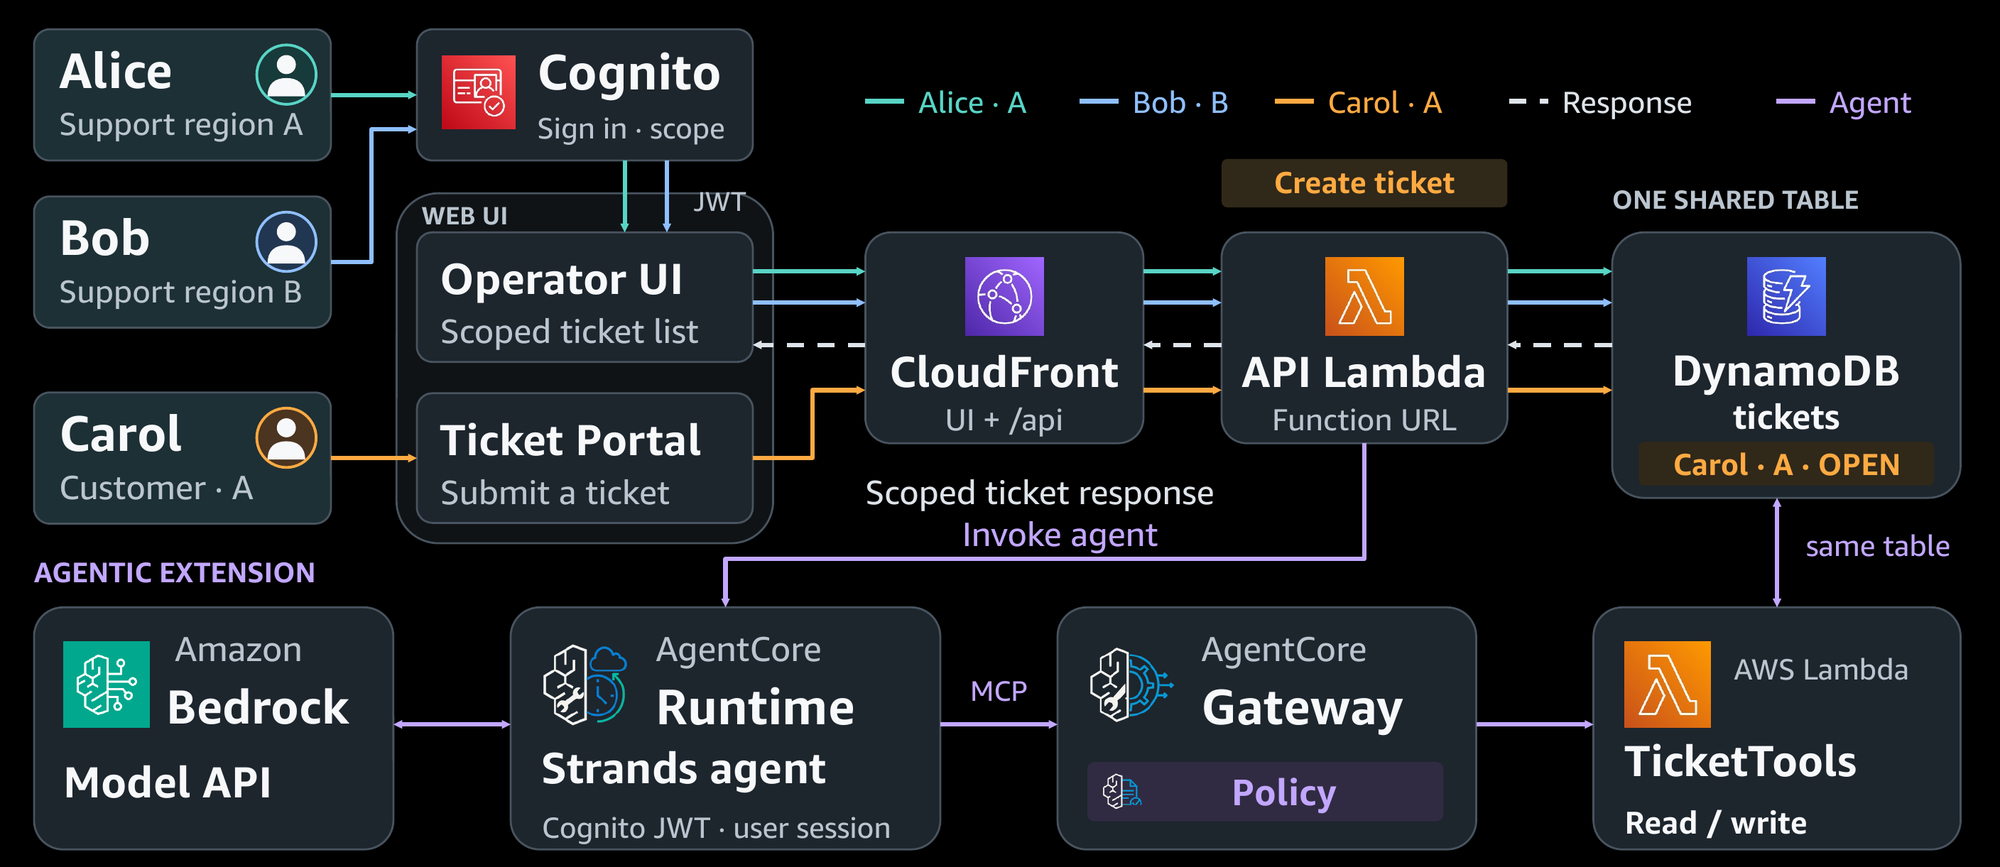 Alice
Support region A
Cognito
Sign in · scope
Alice · A
Bob · B
Carol · A
Response
Agent
Bob
Support region B
JWT
WEB UI
Operator UI
Scoped ticket list
Create ticket
ONE SHARED TABLE
CloudFront
UI + /api
API Lambda
Function URL
DynamoDB
tickets
Carol · A · OPEN
Carol
Customer · A
Ticket Portal
Submit a ticket
Scoped ticket response
Invoke agent
same table
AGENTIC EXTENSION
Amazon
Bedrock
Model API
AgentCore
Runtime
Strands agent
Cognito JWT · user session
MCP
AgentCore
Gateway
Policy
AWS Lambda
TicketTools
Read / write